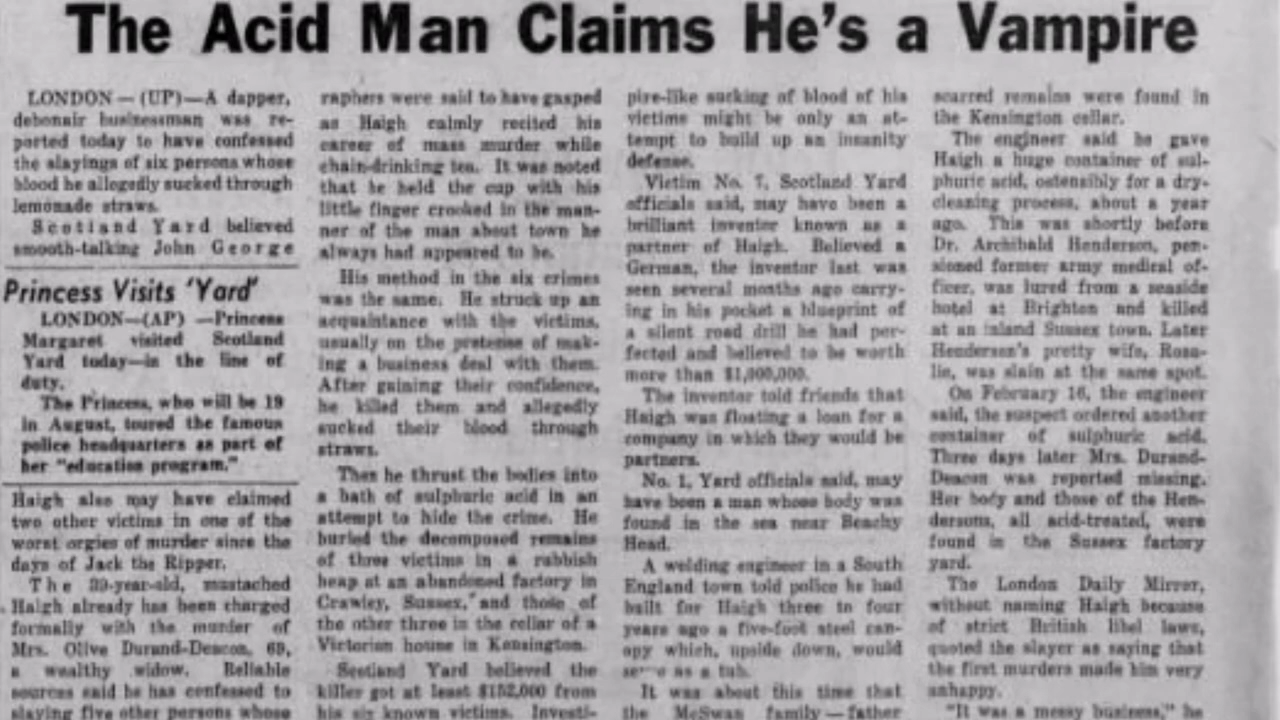 The Acid Man Claims He's a Vampire
LONDON — (UP)—A dapper,
debonair businessman was re-
ported today to have confessed
the slayings of six persons whose
blood he allegedly sucked through
lemonade straws.
Scotland Yard believed
smooth-talking John George
Princess Visits 'Yard'
LONDON—(AP) —Princess
Margaret visited Scotland
Yard today—in the line of
duty.
The Princess, who will be 19
in August, toured the famous
police headquarters as part of
her "education program."
Haigh also may have claimed
two other victims in one of the
worst orgies of murder since the
days of Jack the Ripper.
The 39-year-old, mustached
Haigh already has been charged
formally with the murder of
Mrs. Olive Durand-Deacon, 69,
a wealthy widow. Reliable
sources said he has confessed to
slaying five other persons whose
raphers were said to have gasped
as Haigh calmly recited his
career of mass murder while
chain-drinking tea. It was noted
that he held the cup with his
little finger crooked in the man-
ner of the man about town he
always had appeared to be.
His method in the six crimes
was the same. He struck up an
acquaintance with the victims,
usually on the pretense of mak-
ing a business deal with them.
After gaining their confidence,
he killed them and allegedly
sucked their blood through
straws.
Then he thrust the bodies into
a bath of sulphuric acid in an
attempt to hide the crime. He
buried the decomposed remains
of three victims in a rubbish
heap at an abandoned factory in
Crawley, Sussex, and those of
the other three in the cellar of a
Victorian house in Kensington.
Scotland Yard believed the
killer got at least $152,000 from
his six known victims. Investi-
pire-like sucking of blood of his
victims might be only an at-
tempt to build up an insanity
defense.
Victim No. 7, Scotland Yard
officials said, may have been a
brilliant inventor known as a
partner of Haigh. Believed a
German, the inventor last was
seen several months ago carry-
ing in his pocket a blueprint of
a silent road drill he had per-
fected and believed to be worth
more than $1,000,000.
The inventor told friends that
Haigh was floating a loan for a
company in which they would be
partners.
No. 1, Yard officials said, may
have been a man whose body was
found in the sea near Beachy
Head.
A welding engineer in a South
England town told police he had
built for Haigh three to four
years ago a five-foot steel can-
opy which, upside down, would
as a tub.
It was about this time that
the McSwan family — father
scarred remains were found in
the Kensington cellar.
The engineer said he gave
Haigh a huge container of sul-
phuric acid, ostensibly for a dry-
cleaning process, about a year
ago. This was shortly before
Dr. Archibald Henderson, pen-
sioned former army medical of-
ficer, was lured from a seaside
hotel at Brighton and killed
at an inland Sussex town. Later
Henderson's pretty wife, Rosa-
lie, was slain at the same spot.
On February 16, the engineer
said, the suspect ordered another
container of sulphuric acid.
Three days later Mrs. Durand-
Deacon was reported missing.
Her body and those of the Hen-
dersons, all acid-treated, were
found in the Sussex factory
yard.
The London Daily Mirror,
without naming Haigh because
of strict British libel laws,
quoted the slayer as saying that
the first murders made him very
unhappy.
"It was a messy business," he